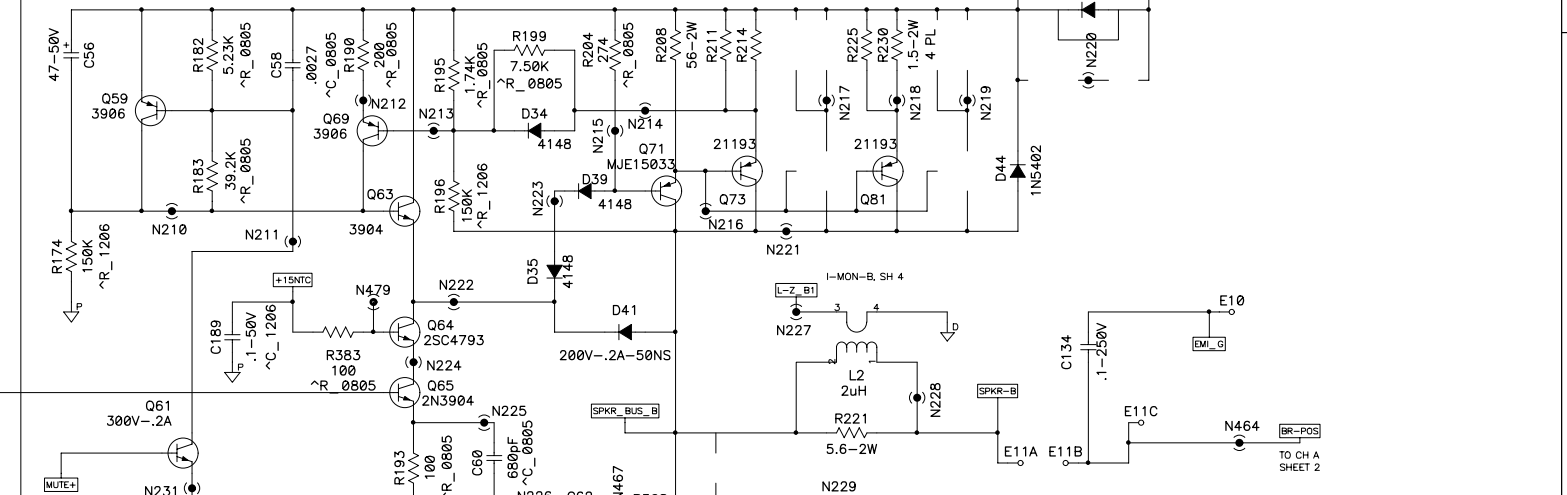 47-50V
C56
R182
5.23K
^R_0805
C58
.0027
^C_0805
R190
200
^R_0805
R195
1.74K
^R_0805
R199
7.50K
^R_0805
R204
274
^R_0805
R208
56-2W
R211
R214
R225
R230
1.5-2W
4 PL
N220
Q59
3906
N212
Q69
3906
N213
D34
4148
N215
N214
N217
N218
N219
Q71
MJE15033
21193
21193
D44
1N5402
R183
39.2K
^R_0805
Q63
3904
R196
150K
^R_1206
N223
D39
4148
Q73
N216
Q81
N210
N211
N221
R174
150K
^R_1206
P
+15NTC
N479
N222
D35
4148
I-MON-B, SH 4
L-Z_B1
3
4
N227
D
E10
EMI_G
C189
.1-50V
^C_1206
P
R383
100
^R_0805
Q64
2SC4793
N224
Q65
2N3904
D41
200V-.2A-50NS
2
1
L2
2uH
N228
C134
.1-250V
Q61
300V-.2A
N225
SPKR_BUS_B
R221
5.6-2W
SPKR-B
E11A
E11B
E11C
N464
BR-POS
TO CH A
SHEET 2
MUTE+
N231
R193
100
^R_0805
C60
680pF
^C_0805
N467
N229